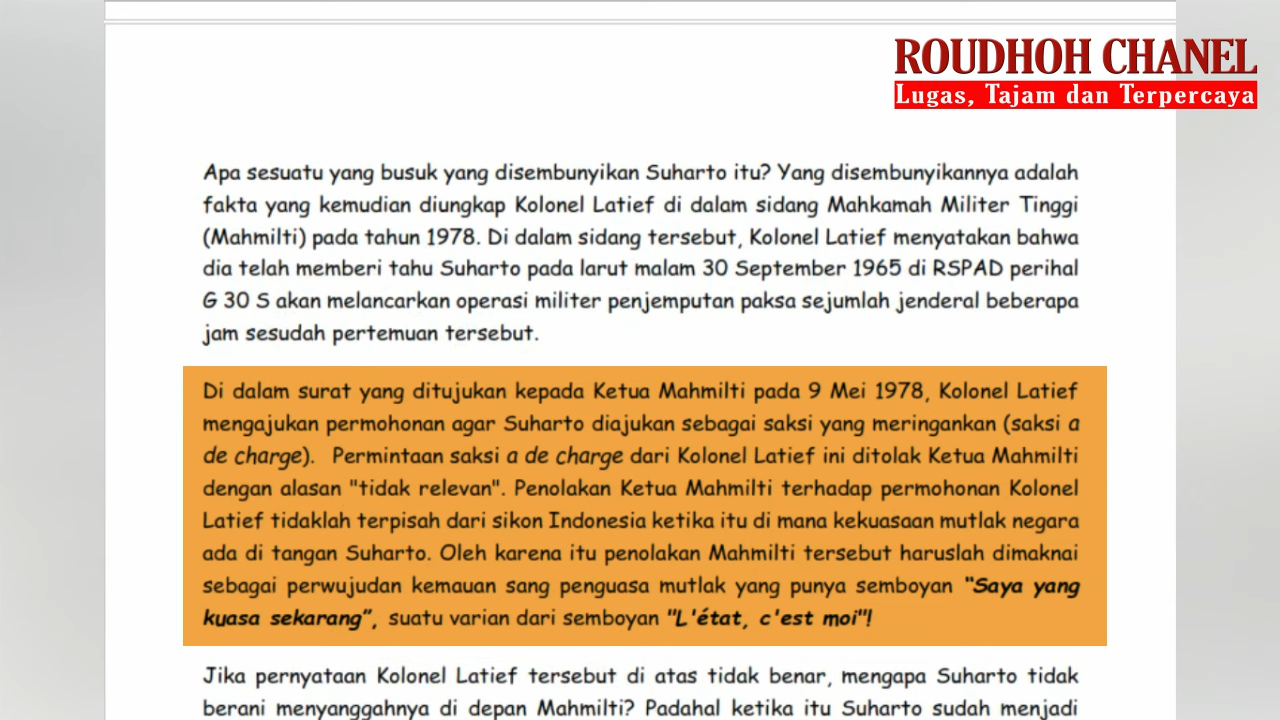 ROUDHOH CHANEL
Lugas, Tajam dan Terpercaya
Apa sesuatu yang busuk yang disembunyikan Suharto itu? Yang disembunyikannya adalah
fakta yang kemudian diungkap Kolonel Latief di dalam sidang Mahkamah Militer Tinggi
(Mahmilti) pada tahun 1978. Di dalam sidang tersebut, Kolonel Latief menyatakan bahwa
dia telah memberi tahu Suharto pada larut malam 30 September 1965 di RSPAD perihal
G 30 S akan melancarkan operasi militer penjemputan paksa sejumlah jenderal beberapa
jam sesudah pertemuan tersebut.
Di dalam surat yang ditujukan kepada Ketua Mahmilti pada 9 Mei 1978, Kolonel Latief
mengajukan permohonan agar Suharto diajukan sebagai saksi yang meringankan (saksi a
de charge). Permintaan saksi a de charge dari Kolonel Latief ini ditolak Ketua Mahmilti
dengan alasan "tidak relevan". Penolakan Ketua Mahmilti terhadap permohonan Kolonel
Latief tidaklah terpisah dari sikon Indonesia ketika itu di mana kekuasaan mutlak negara
ada di tangan Suharto. Oleh karena itu penolakan Mahmilti tersebut haruslah dimaknai
sebagai perwujudan kemauan sang penguasa mutlak yang punya semboyan "Saya yang
kuasa sekarang", suatu varian dari semboyan "L'état, c'est moi"!
Jika pernyataan Kolonel Latief tersebut di atas tidak benar, mengapa Suharto tidak
berani menyanggahnya di depan Mahmilti? Padahal ketika itu Suharto sudah menjadi